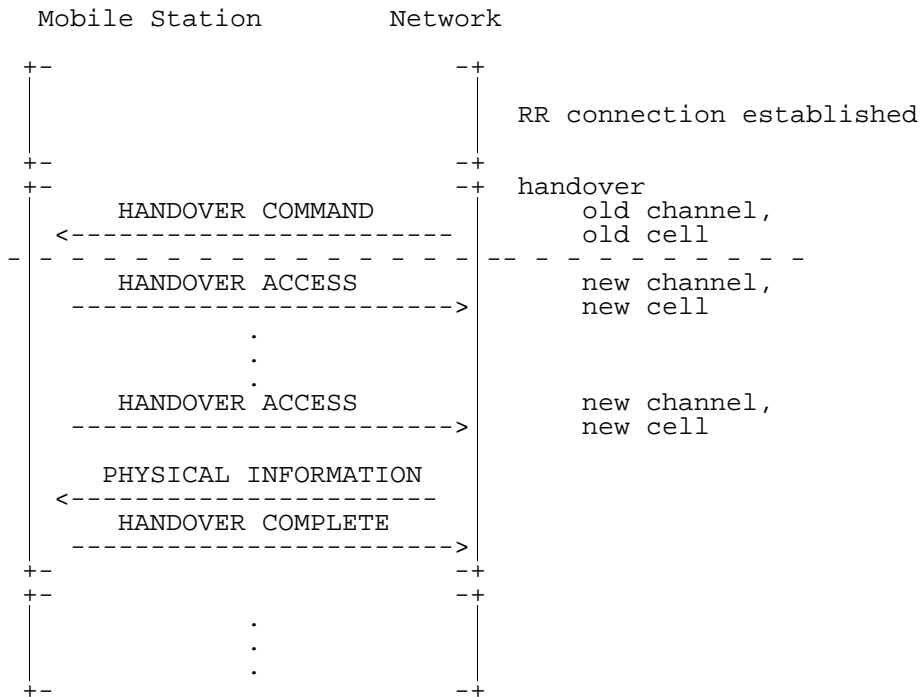 Mobile Station Network
RR connection established
handover
HANDOVER COMMAND old channel,
old cell
HANDOVER ACCESS new channel,
new cell
.
.
.
HANDOVER ACCESS new channel,
new cell
PHYSICAL INFORMATION
HANDOVER COMPLETE
.
.
.